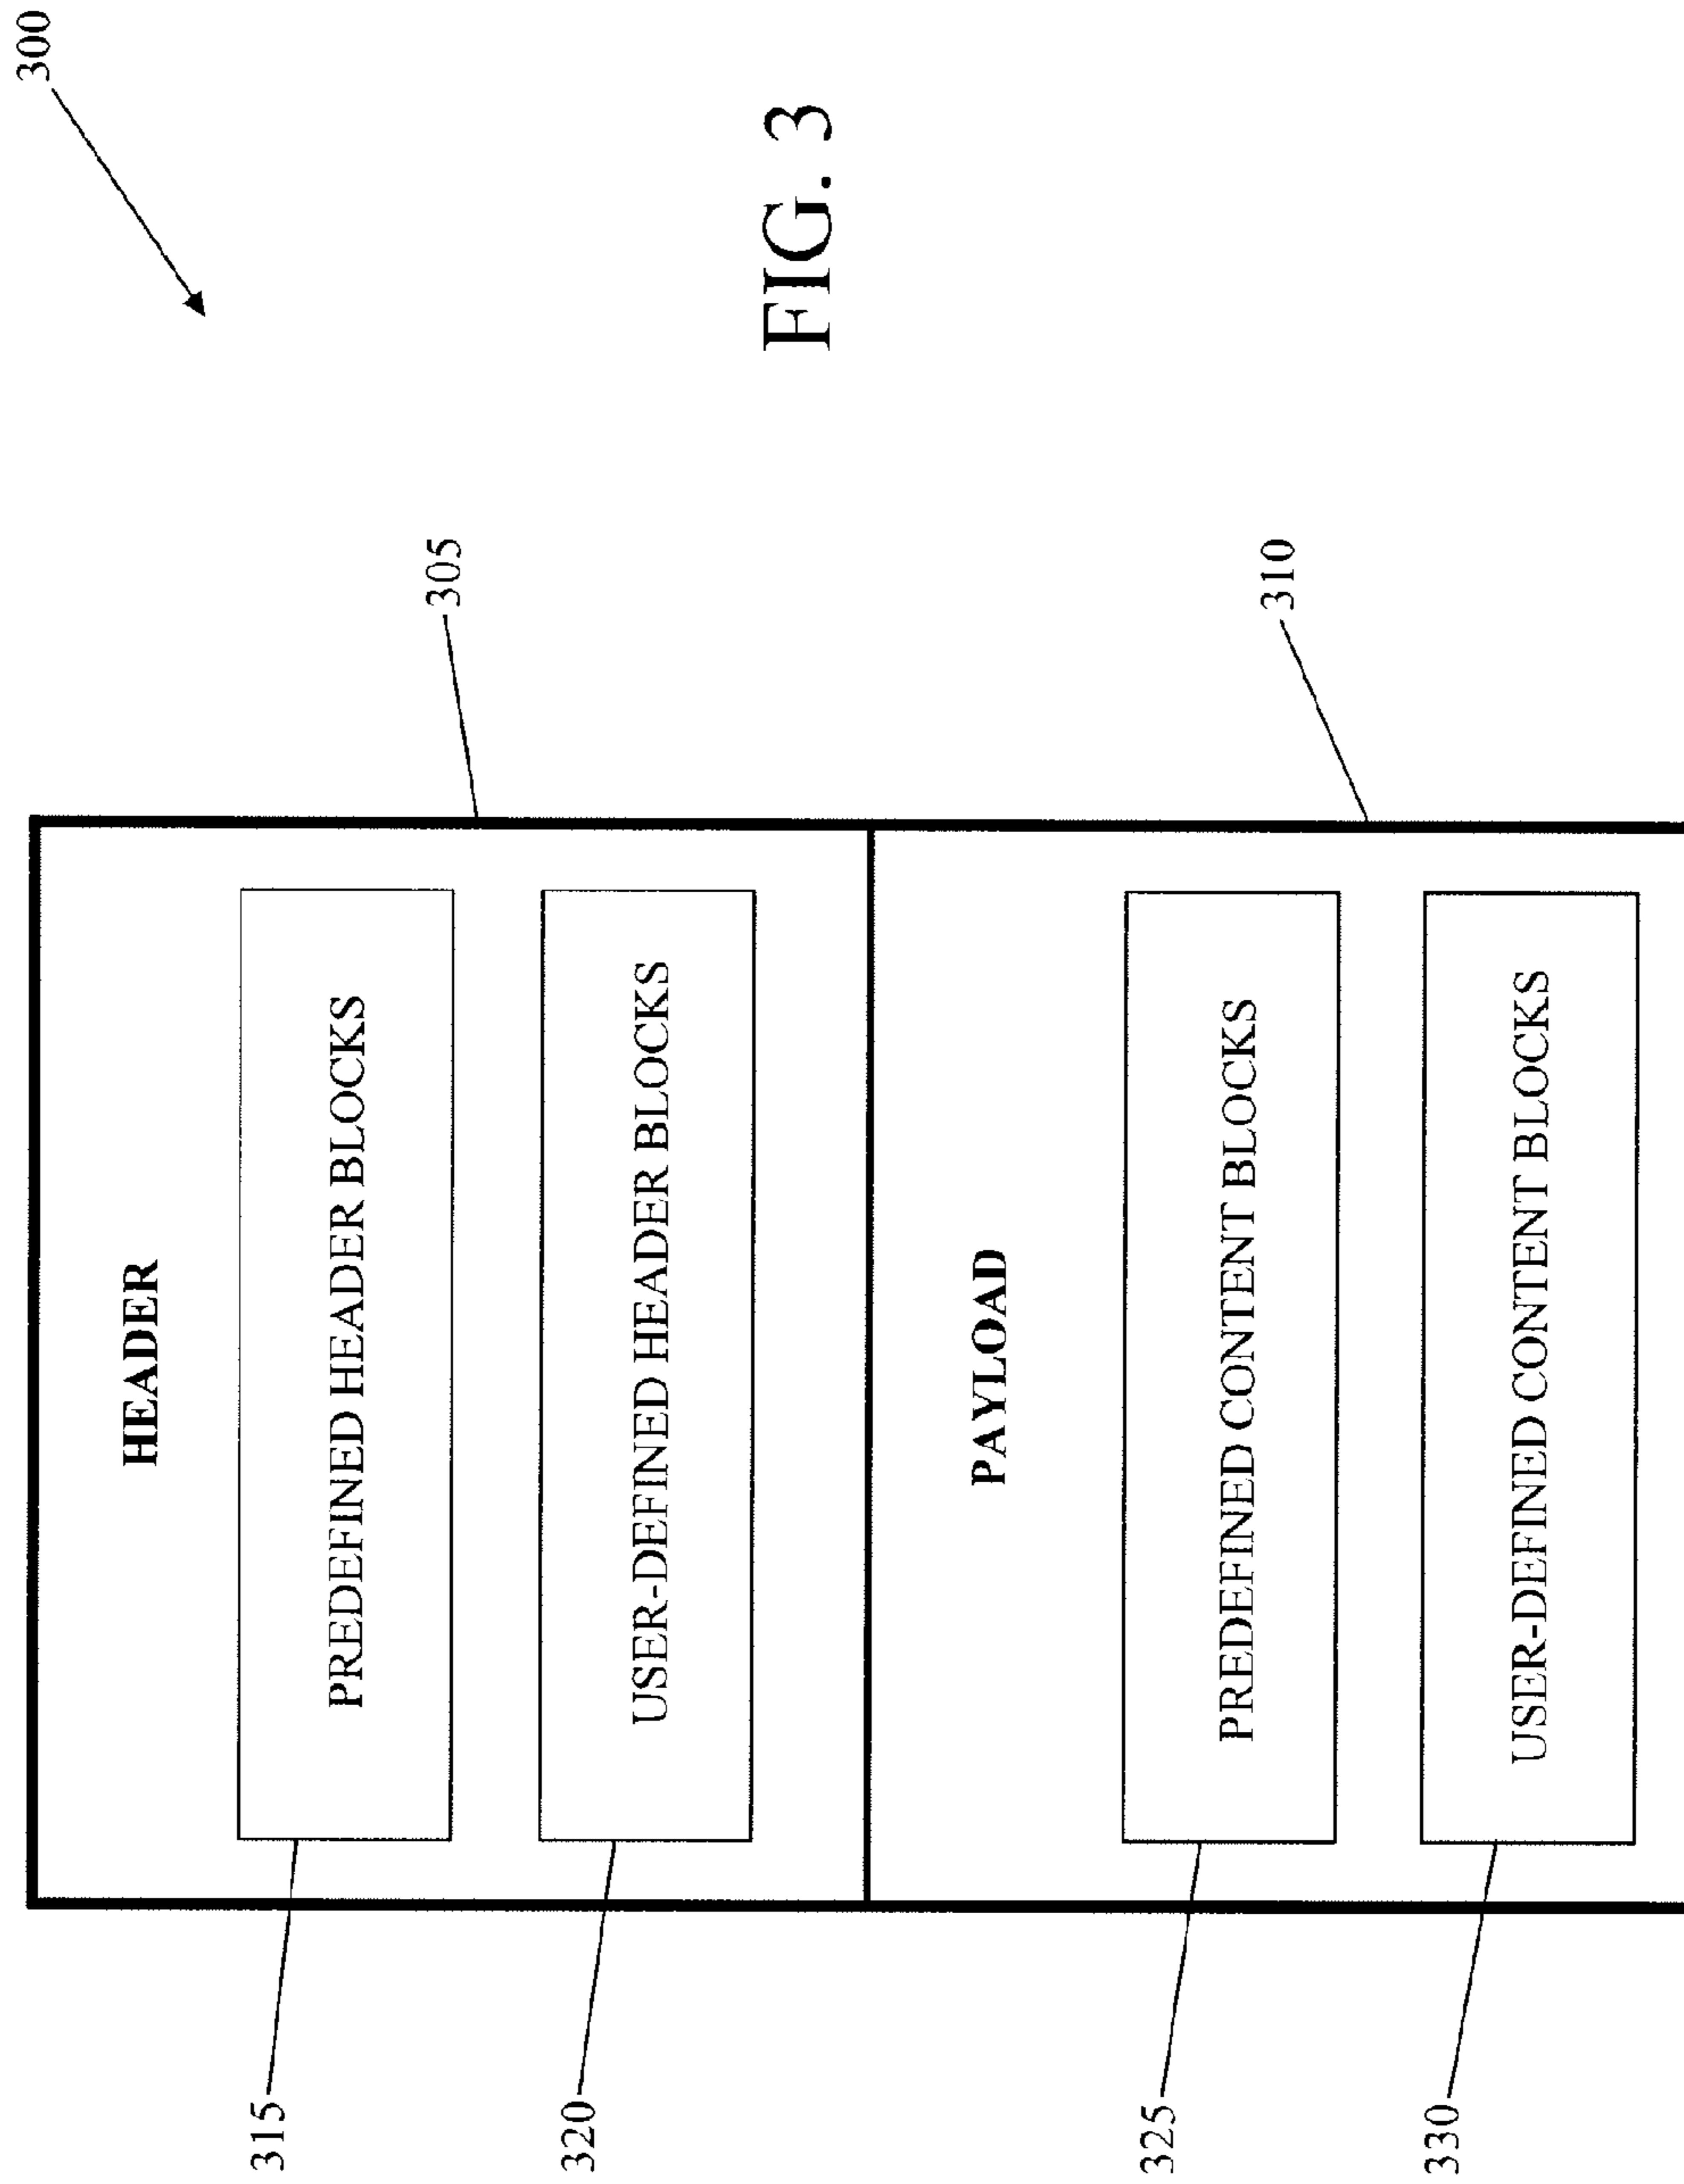 300
HEADER
305
315
PREDEFINED HEADER BLOCKS
320
USER-DEFINED HEADER BLOCKS
FIG. 3
PAYLOAD
310
325
PREDEFINED CONTENT BLOCKS
330
USER-DEFINED CONTENT BLOCKS